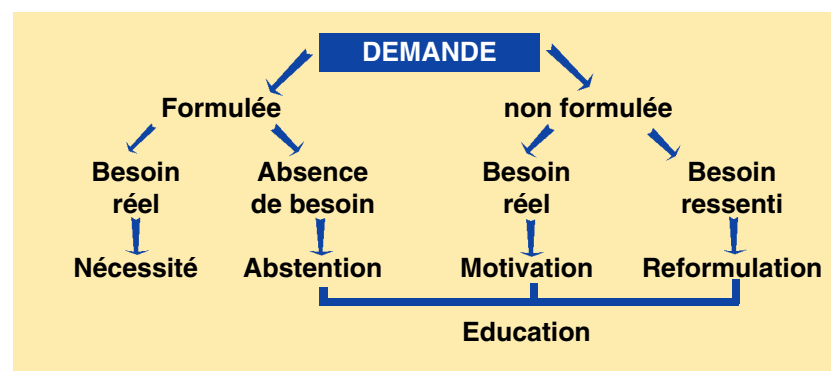 DEMANDE
Formulée non formulée
Besoin Absence Besoin Besoin
réel de besoin réel ressenti
Nécessité Abstention Motivation Reformulation
Education